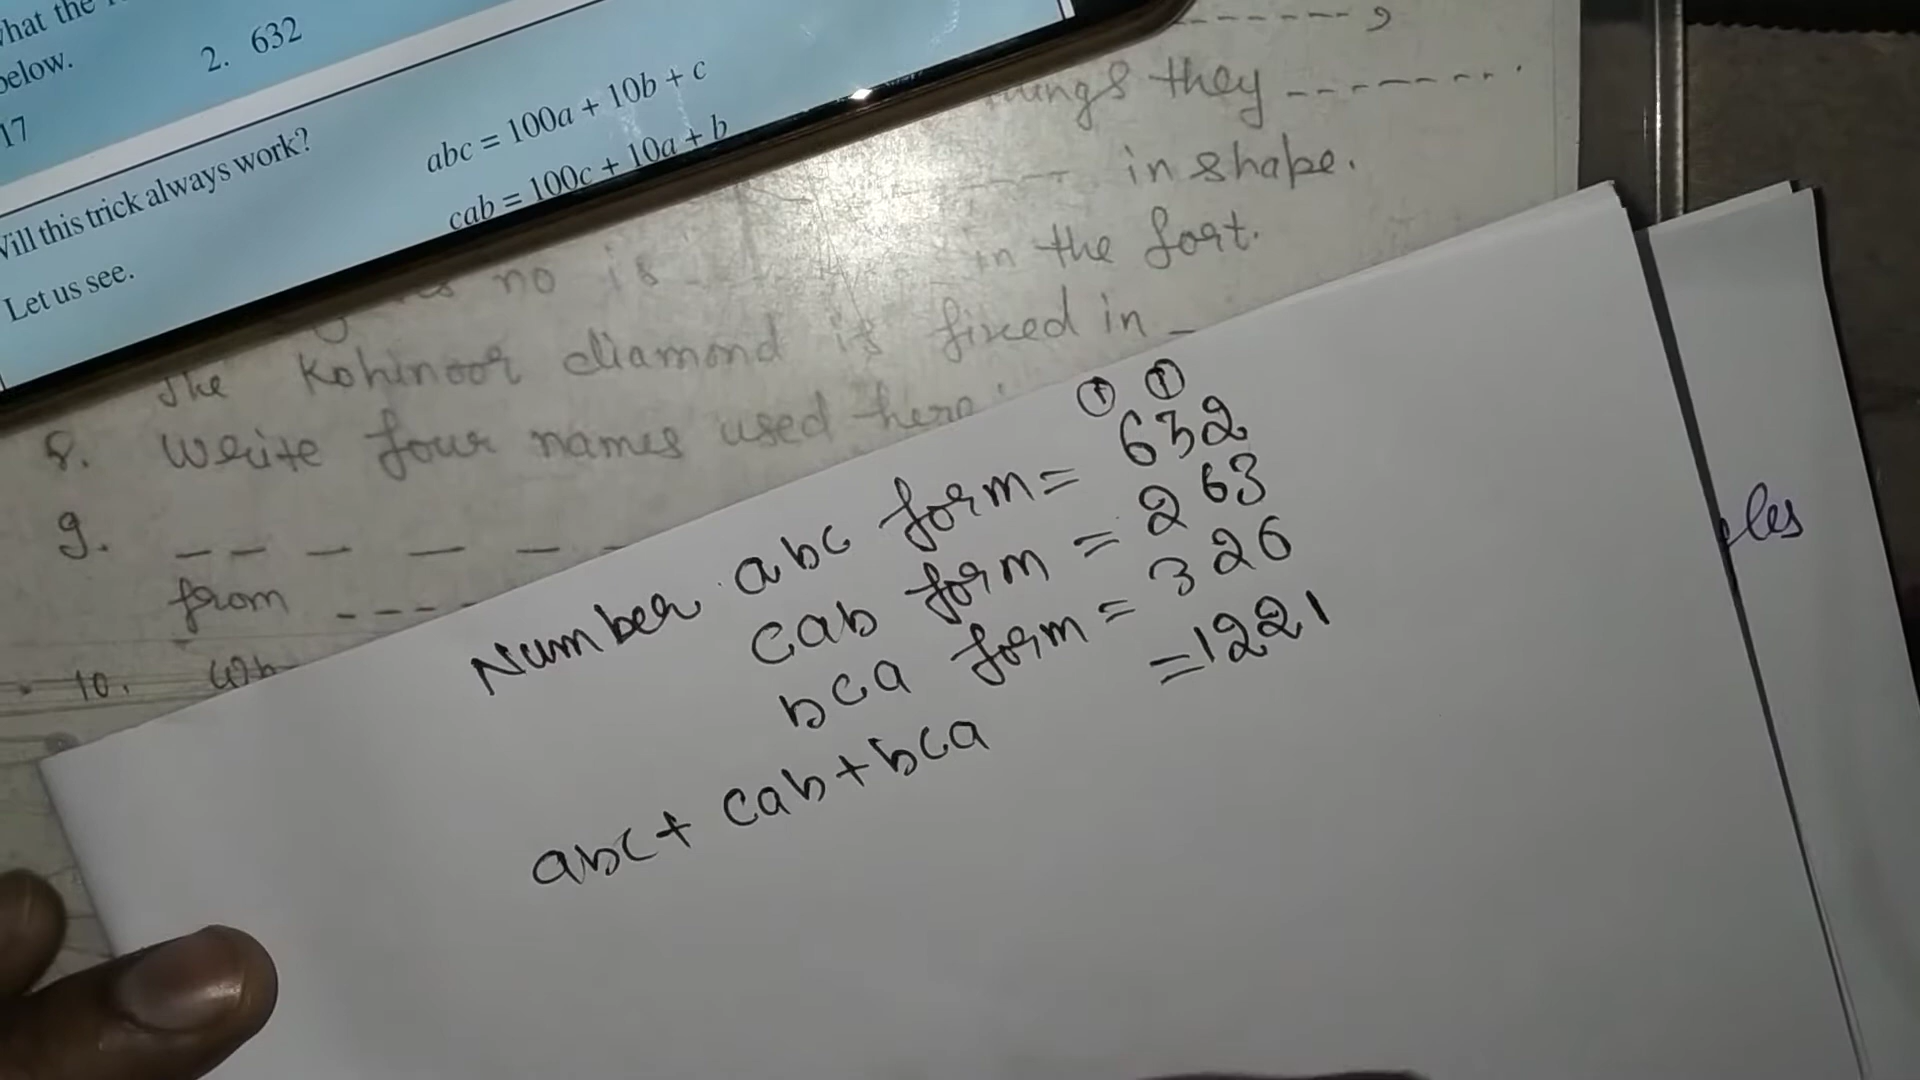 hat the
below.
2. 632
17
Will this trick always work?
abc = 100a + 10b + c
Let us see.
cab = 100c + 10a + b
things they -------.
in shape.
no is in the fort.
The Kohinoor diamond is fixed in
8. Write four names used here
9.
from ----
10. Wh
Number abc form = 632
cab form = 263
bca form = 326
abc + cab + bca = 1221
les